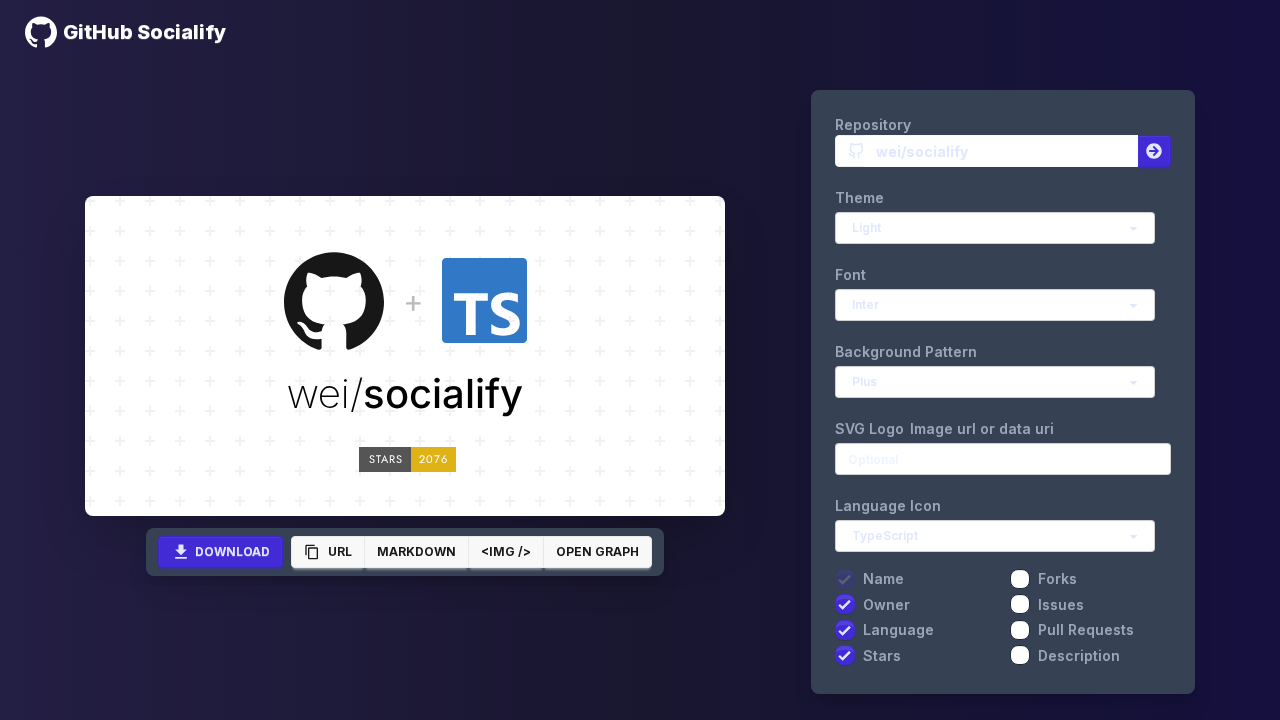 GitHub Socialify
Repository
wei/socialify
Theme
Light
Font
Inter
Background Pattern
Plus
SVG Logo Image url or data uri
Optional
Language Icon
TypeScript
Name
Forks
Owner
Issues
Language
Pull Requests
Stars
Description
+
TS
wei/socialify
STARS 2076
DOWNLOAD
URL
MARKDOWN
<IMG />
OPEN GRAPH